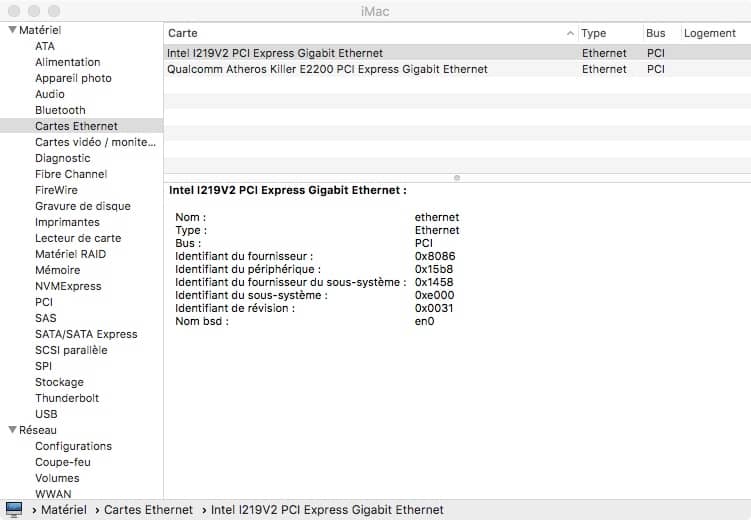 iMac
Matériel
ATA
Alimentation
Appareil photo
Audio
Bluetooth
Cartes Ethernet
Cartes vidéo / monite...
Diagnostic
Fibre Channel
FireWire
Gravure de disque
Imprimantes
Lecteur de carte
Matériel RAID
Mémoire
NVMExpress
PCI
SAS
SATA/SATA Express
SCSI parallèle
SPI
Stockage
Thunderbolt
USB
Réseau
Configurations
Coupe-feu
Volumes
WWAN
Carte Type Bus Logement
Intel I219V2 PCI Express Gigabit Ethernet Ethernet PCI
Qualcomm Atheros Killer E2200 PCI Express Gigabit Ethernet Ethernet PCI
Intel I219V2 PCI Express Gigabit Ethernet :
Nom : ethernet
Type : Ethernet
Bus : PCI
Identifiant du fournisseur : 0x8086
Identifiant du périphérique : 0x15b8
Identifiant du fournisseur du sous-système : 0x1458
Identifiant du sous-système : 0xe000
Identifiant de révision : 0x0031
Nom bsd : en0
› Matériel › Cartes Ethernet › Intel I219V2 PCI Express Gigabit Ethernet